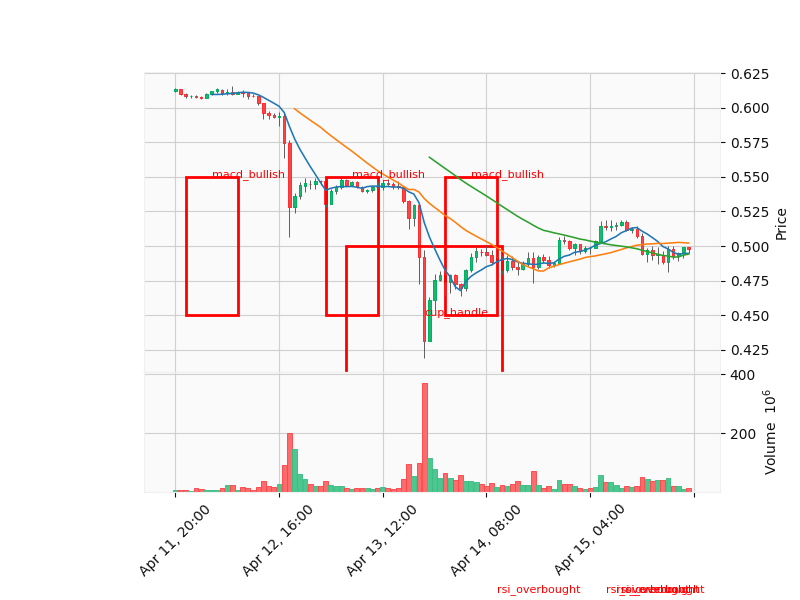 0.625
0.600
0.575
macd_bullish macd_bullish macd_bullish
0.550
0.525
0.500
0.475
cup_handle
0.450
0.425
Price
400
200
Volume 10^6
Apr 11, 20:00
Apr 12, 16:00
Apr 13, 12:00
Apr 14, 08:00
Apr 15, 04:00
rsi_overbought